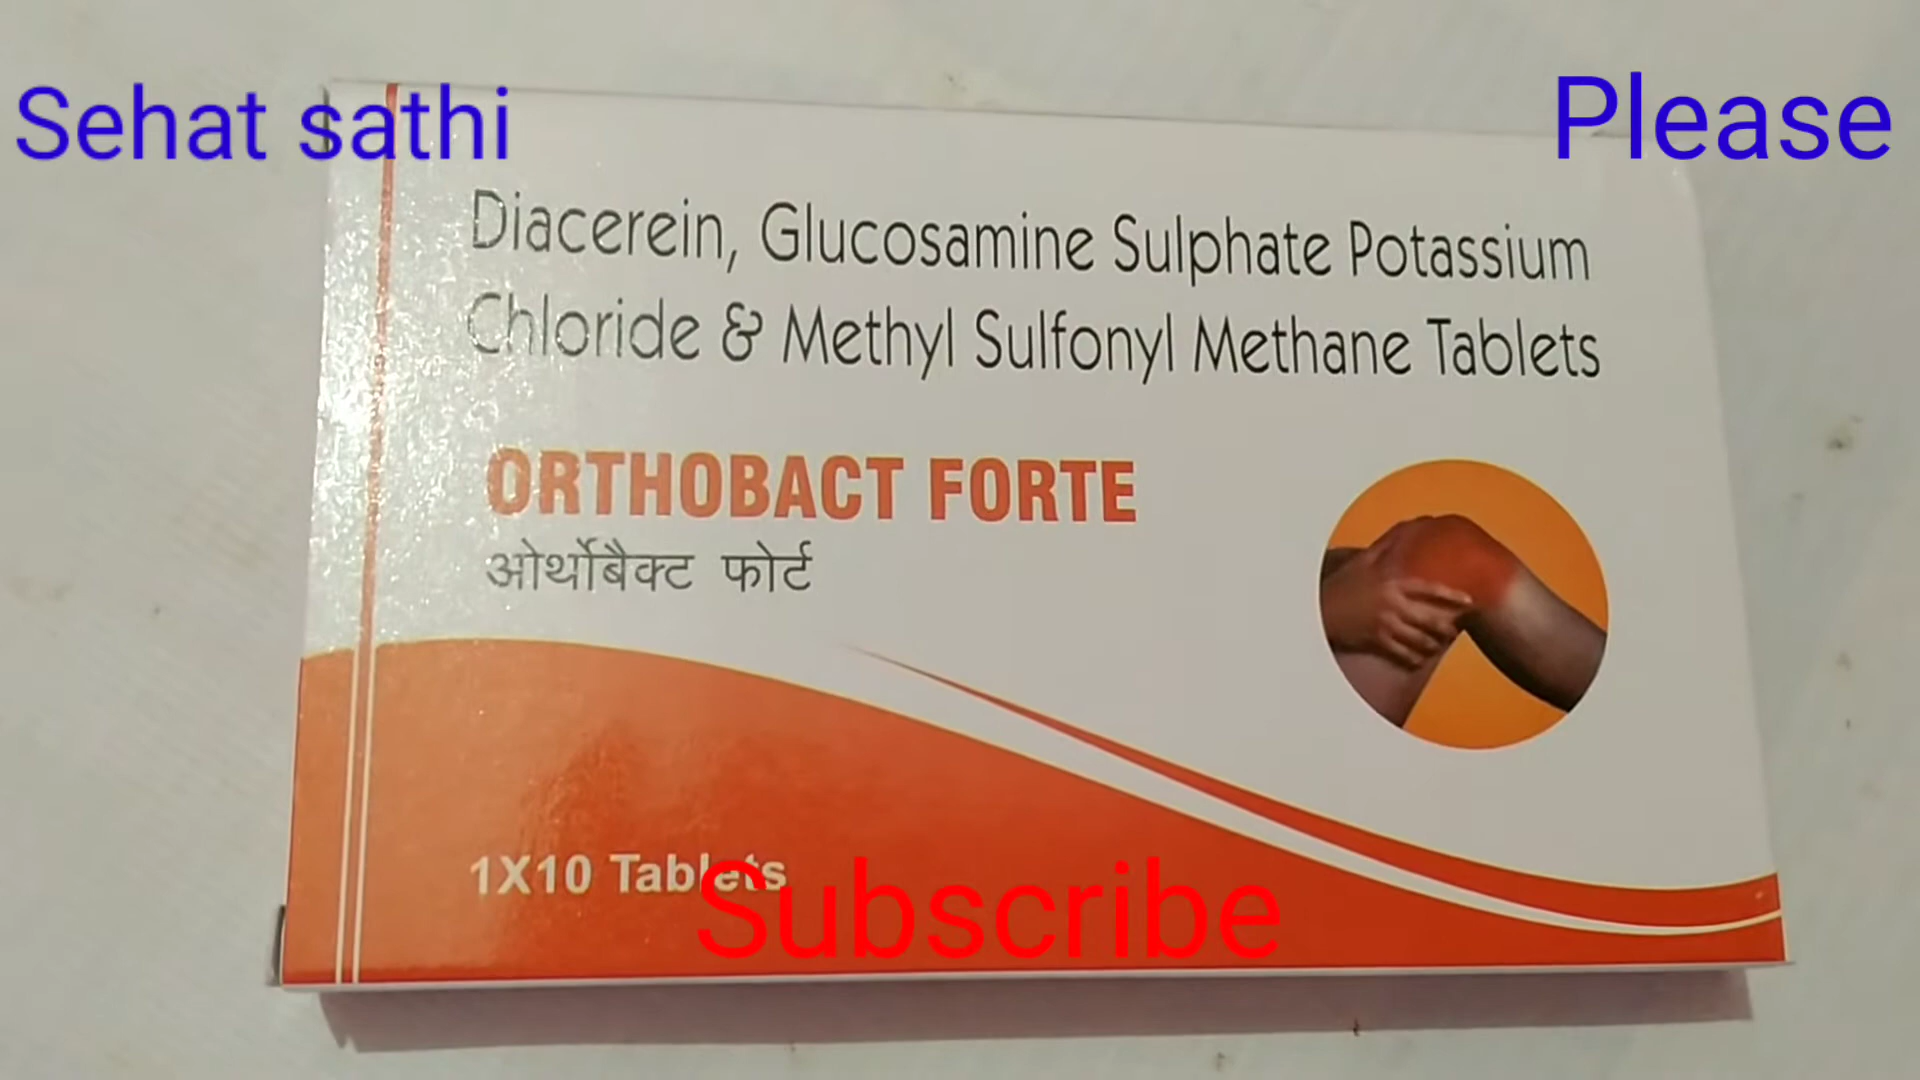 Sehat sathi
Please
Diacerein, Glucosamine Sulphate Potassium
Chloride & Methyl Sulfonyl Methane Tablets
ORTHOBACT FORTE
ओर्थोबैक्ट फोर्ट
1X10 Tablets
Subscribe